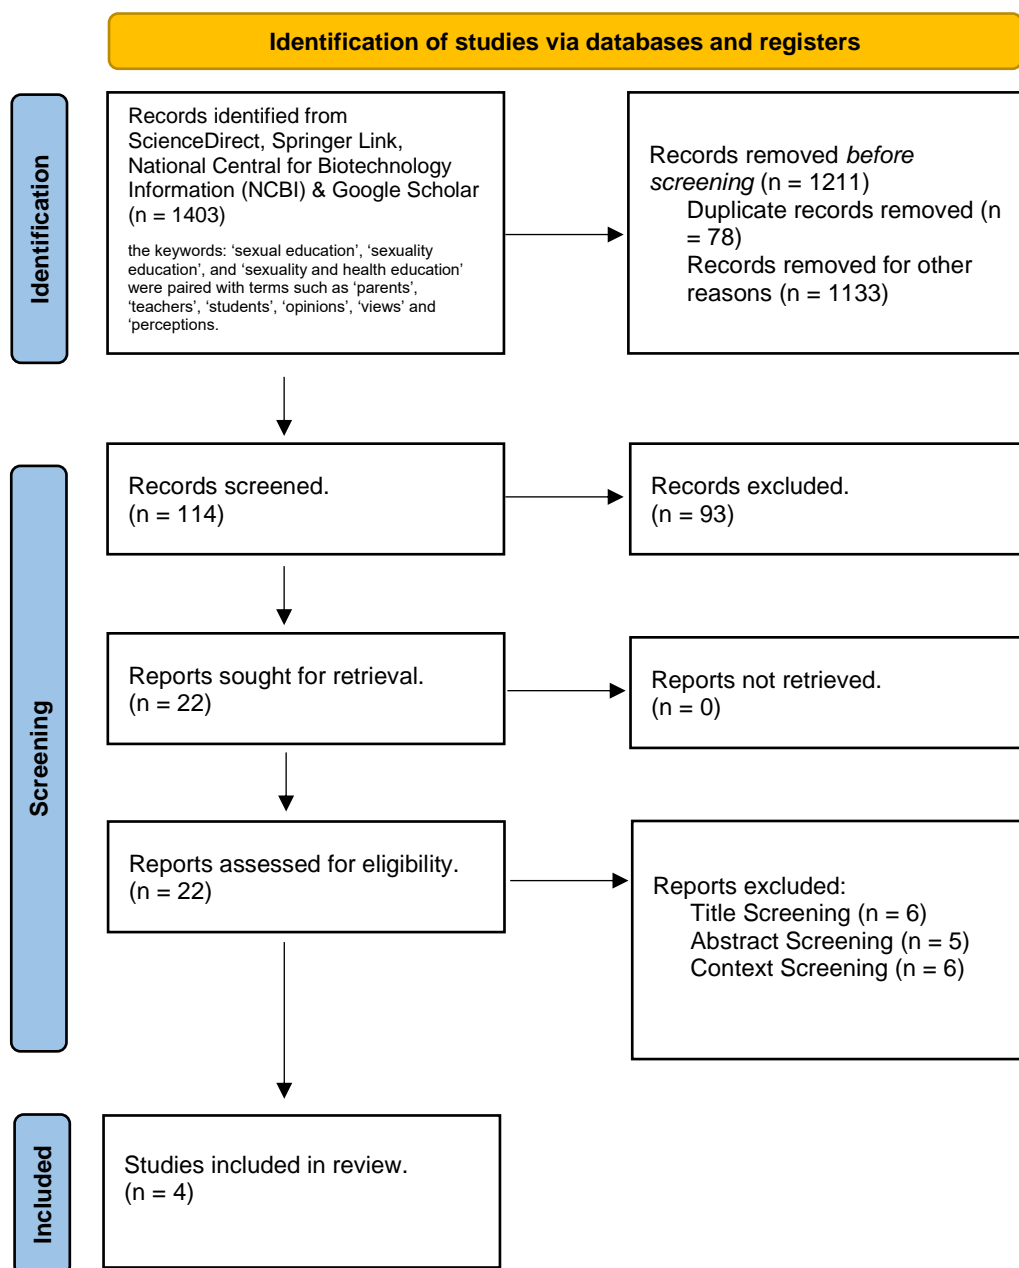 Identification of studies via databases and registers
Identification
Records identified from
ScienceDirect, Springer Link,
National Central for Biotechnology
Information (NCBI) & Google Scholar
(n = 1403)
the keywords: ‘sexual education’, ‘sexuality
education’, and ‘sexuality and health education’
were paired with terms such as ‘parents’,
‘teachers’, ‘students’, ‘opinions’, ‘views’ and
‘perceptions.
Records removed before
screening (n = 1211)
Duplicate records removed (n
= 78)
Records removed for other
reasons (n = 1133)
Screening
Records screened.
(n = 114)
Records excluded.
(n = 93)
Reports sought for retrieval.
(n = 22)
Reports not retrieved.
(n = 0)
Reports assessed for eligibility.
(n = 22)
Reports excluded:
Title Screening (n = 6)
Abstract Screening (n = 5)
Context Screening (n = 6)
Included
Studies included in review.
(n = 4)